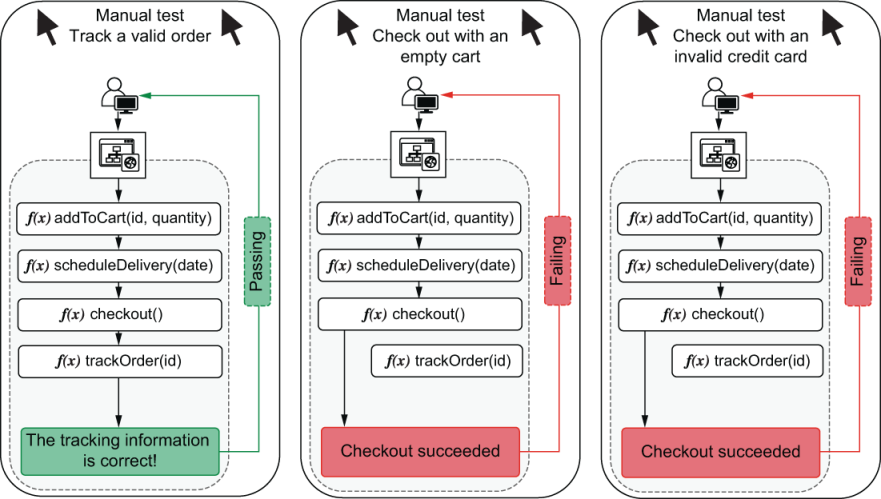 Manual test
Track a valid order
f(x) addToCart(id, quantity)
f(x) scheduleDelivery(date)
f(x) checkout()
f(x) trackOrder(id)
The tracking information
is correct!
Passing
Manual test
Check out with an
empty cart
f(x) addToCart(id, quantity)
f(x) scheduleDelivery(date)
f(x) checkout()
f(x) trackOrder(id)
Checkout succeeded
Failing
Manual test
Check out with an
invalid credit card
f(x) addToCart(id, quantity)
f(x) scheduleDelivery(date)
f(x) checkout()
f(x) trackOrder(id)
Checkout succeeded
Failing